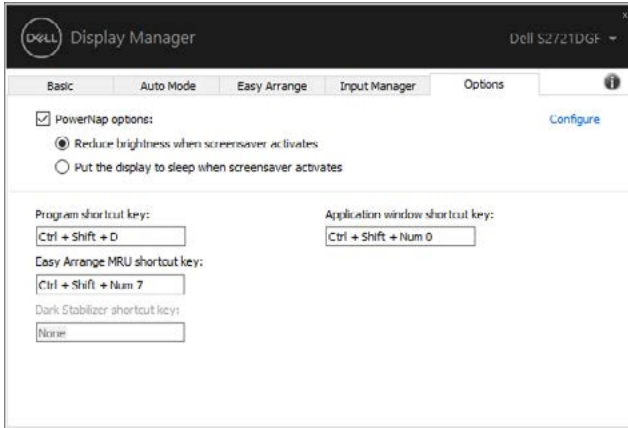 DELL Display Manager
Dell S2721DGF
Basic Auto Mode Easy Arrange Input Manager Options
PowerNap options:
Configure
Reduce brightness when screensaver activates
Put the display to sleep when screensaver activates
Program shortcut key:
Ctrl + Shift + D
Application window shortcut key:
Ctrl + Shift + Num 0
Easy Arrange MRU shortcut key:
Ctrl + Shift + Num 7
Dark Stabilizer shortcut key:
None